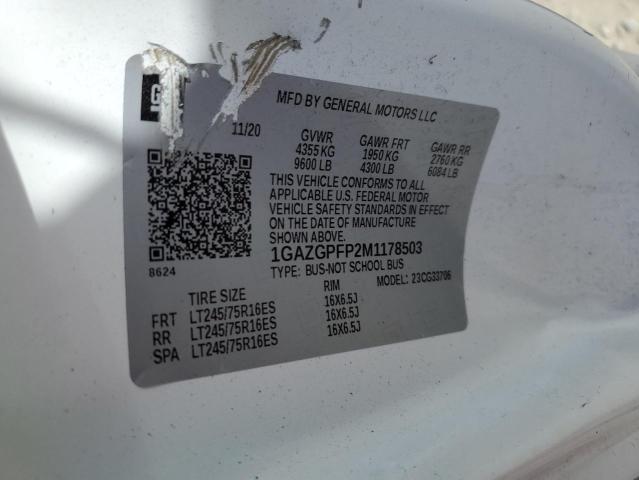 MFD BY GENERAL MOTORS LLC
11/20
GVWR GAWR FRT GAWR RR
4355 KG 1950 KG 2760 KG
9600 LB 4300 LB 6084 LB
THIS VEHICLE CONFORMS TO ALL
APPLICABLE U.S. FEDERAL MOTOR
VEHICLE SAFETY STANDARDS IN EFFECT
ON THE DATE OF MANUFACTURE
SHOWN ABOVE.
1GAZGPFP2M1178503
8624
TYPE: BUS-NOT SCHOOL BUS
MODEL: 23CG33706
TIRE SIZE RIM
FRT LT245/75R16ES 16X6.5J
RR LT245/75R16ES 16X6.5J
SPA LT245/75R16ES 16X6.5J